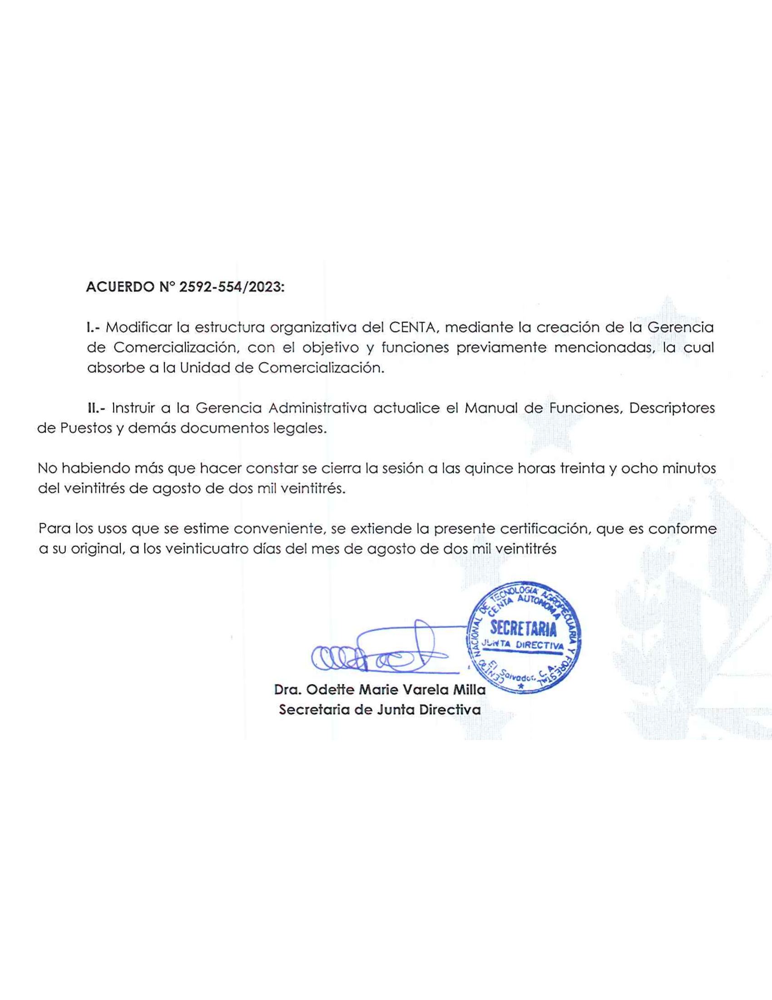 ACUERDO N° 2592-554/2023:
I.- Modificar la estructura organizativa del CENTA, mediante la creación de la Gerencia
de Comercialización, con el objetivo y funciones previamente mencionadas, la cual
absorbe a la Unidad de Comercialización.
II.- Instruir a la Gerencia Administrativa actualice el Manual de Funciones, Descriptores
de Puestos y demás documentos legales.
No habiendo más que hacer constar se cierra la sesión a las quince horas treinta y ocho minutos
del veintitrés de agosto de dos mil veintitrés.
Para los usos que se estime conveniente, se extiende la presente certificación, que es conforme
a su original, a los veinticuatro días del mes de agosto de dos mil veintitrés
CENTRO NACIONAL DE TECNOLOGIA AGROPECUARIA Y FORESTAL
CENTA AUTONOMA
SECRETARIA
JUNTA DIRECTIVA
El Salvador, C. A.
Dra. Odette Marie Varela Milla
Secretaria de Junta Directiva